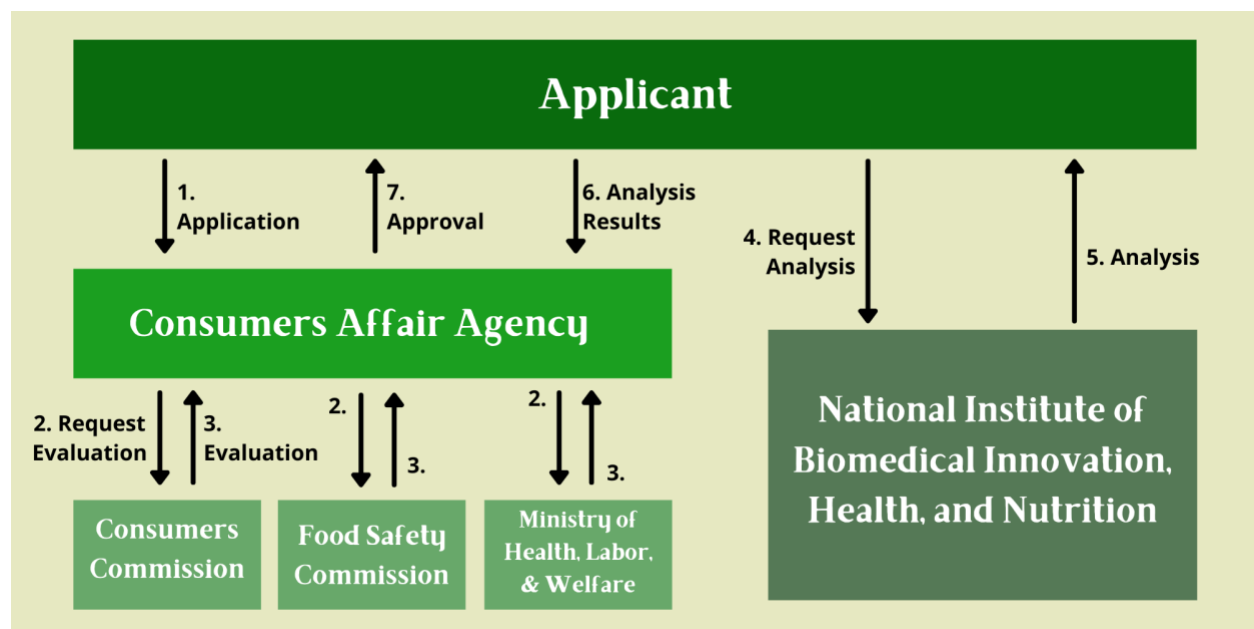 Applicant
1.
Application
7.
Approval
6. Analysis
Results
4. Request
Analysis
5. Analysis
Consumers Affair Agency
2. Request
Evaluation
3.
Evaluation
2.
3.
2.
3.
Consumers
Commission
Food Safety
Commission
Ministry of
Health, Labor,
& Welfare
National Institute of
Biomedical Innovation,
Health, and Nutrition